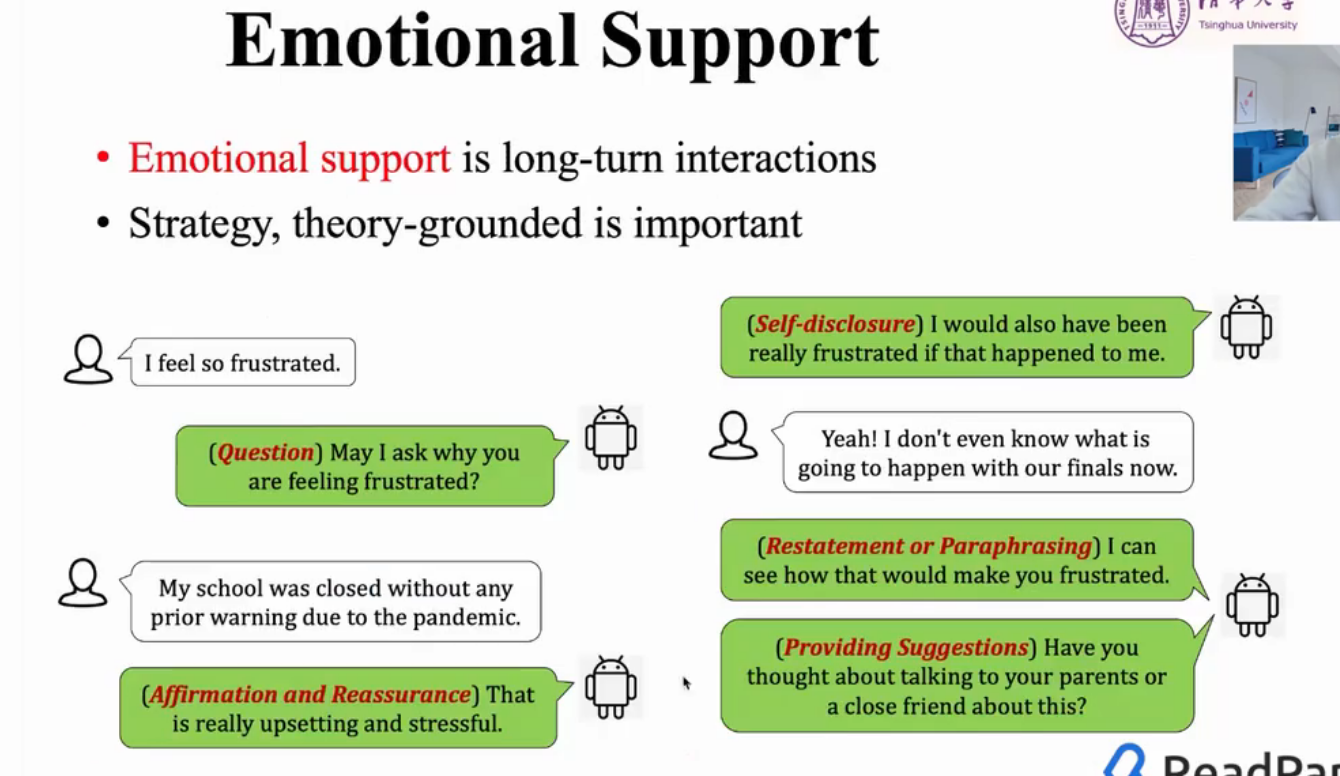 Emotional Support
清華大学
Tsinghua University
• Emotional support is long-turn interactions
• Strategy, theory-grounded is important
I feel so frustrated.
(Question) May I ask why you
are feeling frustrated?
My school was closed without any
prior warning due to the pandemic.
(Affirmation and Reassurance) That
is really upsetting and stressful.
(Self-disclosure) I would also have been
really frustrated if that happened to me.
Yeah! I don't even know what is
going to happen with our finals now.
(Restatement or Paraphrasing) I can
see how that would make you frustrated.
(Providing Suggestions) Have you
thought about talking to your parents or
a close friend about this?